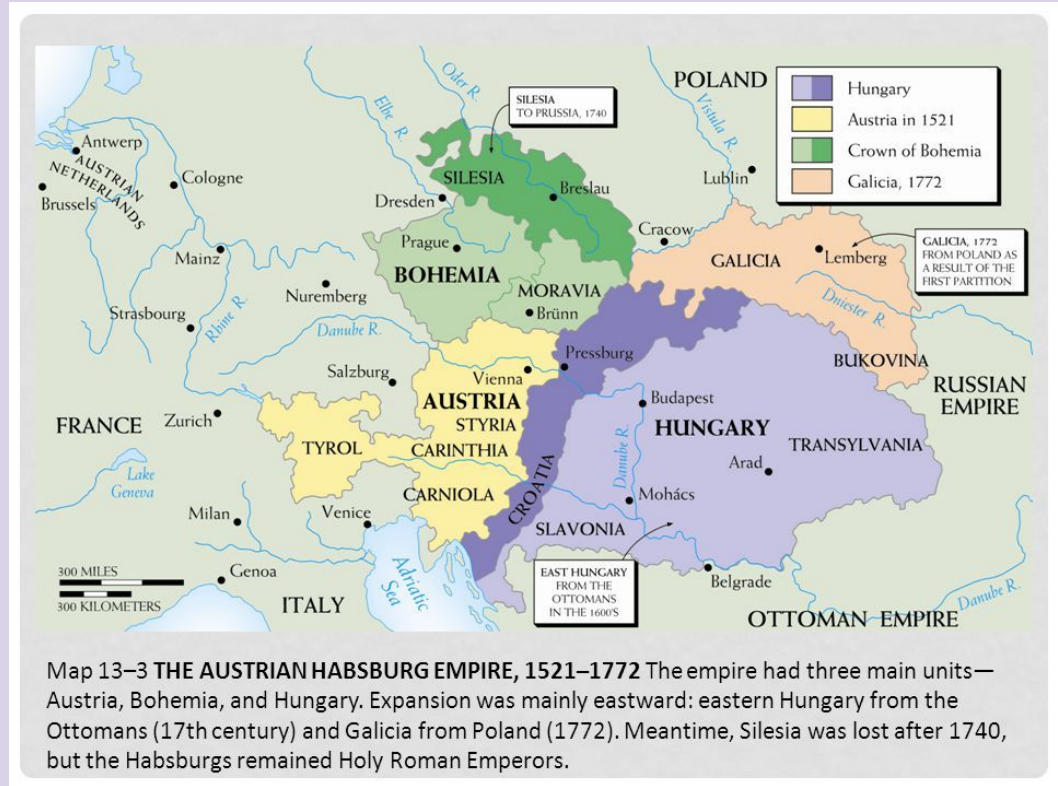 POLAND
Hungary
Austria in 1521
Crown of Bohemia
Galicia, 1772
Oder R.
Elbe R.
Vistula R.
SILESIA
TO PRUSSIA, 1740
Antwerp
AUSTRIAN
NETHERLANDS
Brussels
Cologne
SILESIA
Breslau
Lublin
Dresden
Prague
BOHEMIA
Cracow
GALICIA
Lemberg
GALICIA, 1772
FROM POLAND AS
A RESULT OF THE
FIRST PARTITION
Mainz
Nuremberg
MORAVIA
Brünn
Dniester R.
Strasbourg
Rhine R.
Danube R.
Pressburg
BUKOVINA
Salzburg
Vienna
AUSTRIA
STYRIA
Budapest
HUNGARY
RUSSIAN
EMPIRE
FRANCE
Zurich
TYROL
CARINTHIA
Danube R.
TRANSYLVANIA
Arad
Lake
Geneva
CARNIOLA
CROATIA
Mohács
Milan
Venice
SLAVONIA
300 MILES
300 KILOMETERS
Genoa
ITALY
Adriatic
Sea
EAST HUNGARY
FROM THE
OTTOMANS
IN THE 1600'S
Belgrade
Danube R.
OTTOMAN EMPIRE
Map 13–3 THE AUSTRIAN HABSBURG EMPIRE, 1521–1772 The empire had three main units—
Austria, Bohemia, and Hungary. Expansion was mainly eastward: eastern Hungary from the
Ottomans (17th century) and Galicia from Poland (1772). Meantime, Silesia was lost after 1740,
but the Habsburgs remained Holy Roman Emperors.